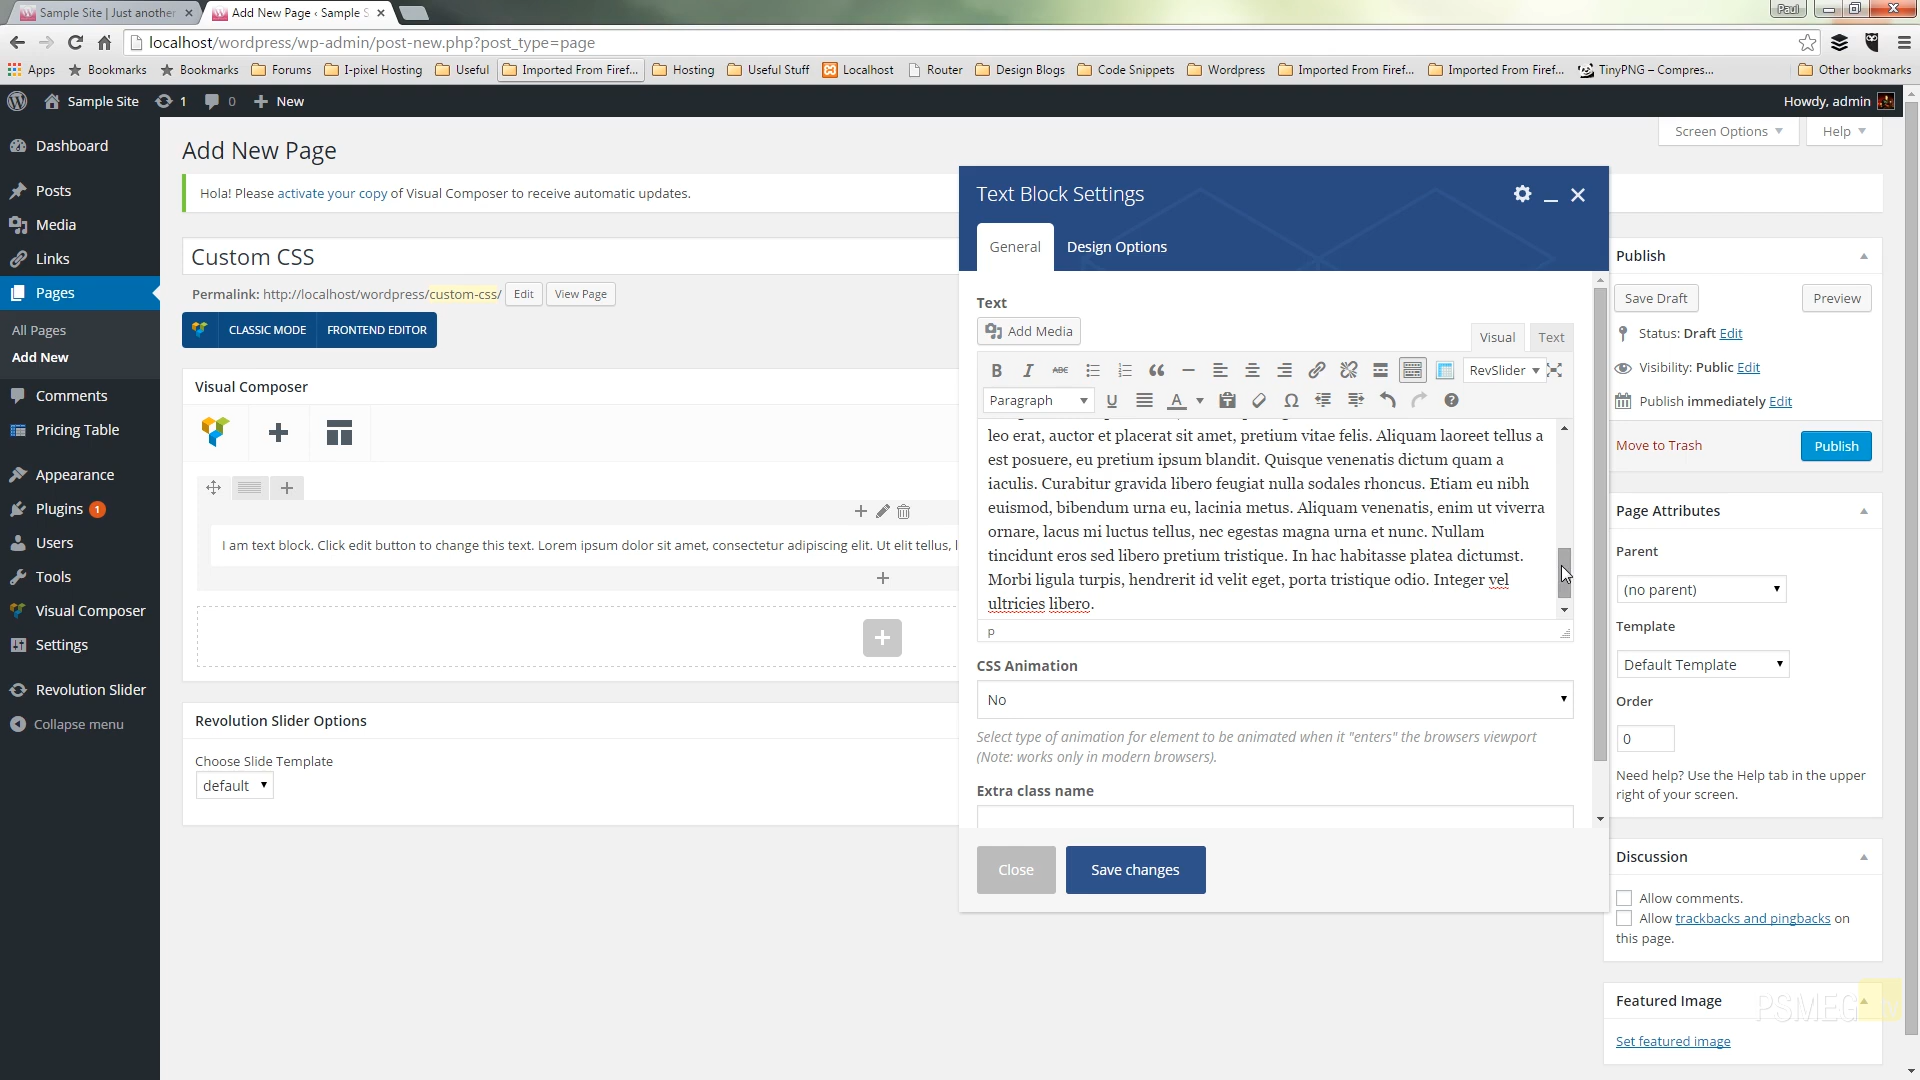 Sample Site | Just another
Add New Page ‹ Sample S
Paul
localhost/wordpress/wp-admin/post-new.php?post_type=page
Apps
Bookmarks
Bookmarks
Forums
I-pixel Hosting
Useful
Imported From Firef...
Hosting
Useful Stuff
Localhost
Router
Design Blogs
Code Snippets
Wordpress
Imported From Firef...
Imported From Firef...
TinyPNG – Compres...
Other bookmarks
Sample Site
1
0
New
Howdy, admin
Dashboard
Posts
Media
Links
Pages
All Pages
Add New
Comments
Pricing Table
Appearance
Plugins 1
Users
Tools
Visual Composer
Settings
Revolution Slider
Collapse menu
Screen Options
Help
Add New Page
Hola! Please activate your copy of Visual Composer to receive automatic updates.
Custom CSS
Permalink: http://localhost/wordpress/custom-css/
Edit
View Page
CLASSIC MODE
FRONTEND EDITOR
Visual Composer
I am text block. Click edit button to change this text. Lorem ipsum dolor sit amet, consectetur adipiscing elit. Ut elit tellus, l
Revolution Slider Options
Choose Slide Template
default
Text Block Settings
General
Design Options
Text
Add Media
Visual
Text
B I ABC
RevSlider
Paragraph
U A
leo erat, auctor et placerat sit amet, pretium vitae felis. Aliquam laoreet tellus a
est posuere, eu pretium ipsum blandit. Quisque venenatis dictum quam a
iaculis. Curabitur gravida libero feugiat nulla sodales rhoncus. Etiam eu nibh
euismod, bibendum urna eu, lacinia metus. Aliquam venenatis, enim ut viverra
ornare, lacus mi luctus tellus, nec egestas magna urna et nunc. Nullam
tincidunt eros sed libero pretium tristique. In hac habitasse platea dictumst.
Morbi ligula turpis, hendrerit id velit eget, porta tristique odio. Integer vel
ultricies libero.
p
CSS Animation
No
Select type of animation for element to be animated when it "enters" the browsers viewport
(Note: works only in modern browsers).
Extra class name
Close
Save changes
Publish
Save Draft
Preview
Status: Draft Edit
Visibility: Public Edit
Publish immediately Edit
Move to Trash
Publish
Page Attributes
Parent
(no parent)
Template
Default Template
Order
0
Need help? Use the Help tab in the upper
right of your screen.
Discussion
Allow comments.
Allow trackbacks and pingbacks on
this page.
Featured Image
PSMEG
Set featured image